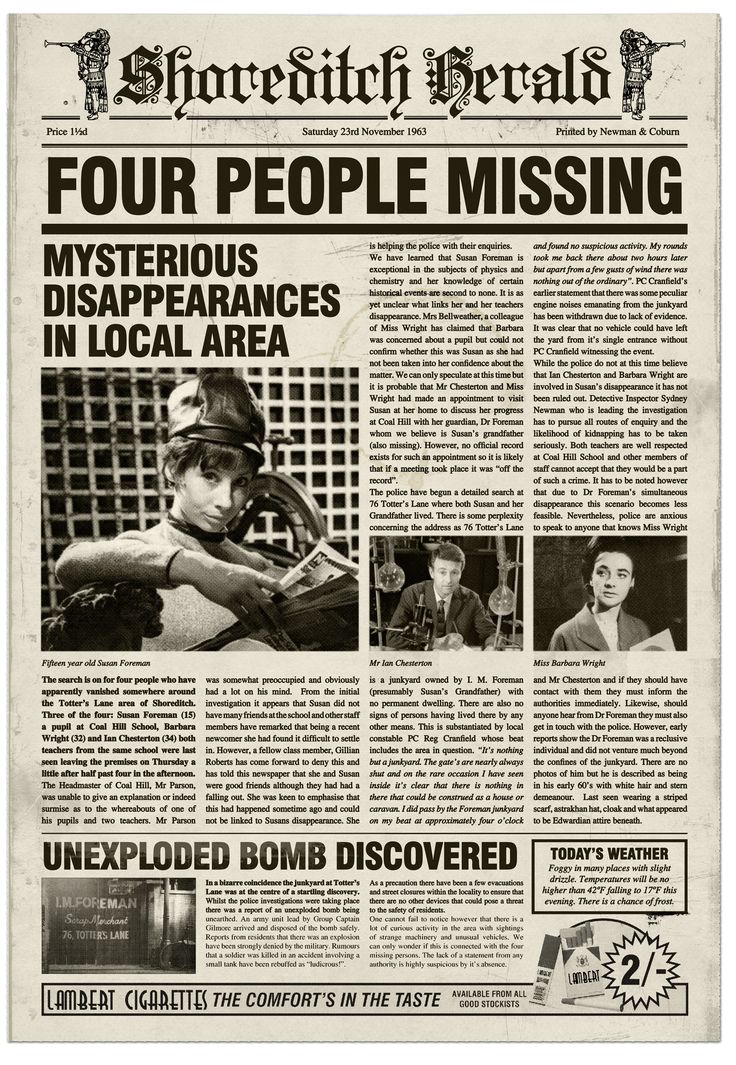 Shoreditch Herald
Price 1½d
Saturday 23rd November 1963
Printed by Newman & Coburn
FOUR PEOPLE MISSING
MYSTERIOUS
DISAPPEARANCES
IN LOCAL AREA
Fifteen year old Susan Foreman
The search is on for four people who have
apparently vanished somewhere around
the Totter's Lane area of Shoreditch.
Three of the four: Susan Foreman (15)
a pupil at Coal Hill School, Barbara
Wright (32) and Ian Chesterton (34) both
teachers from the same school were last
seen leaving the premises on Thursday a
little after half past four in the afternoon.
The Headmaster of Coal Hill, Mr Parson,
was unable to give an explanation or indeed
surmise as to the whereabouts of one of
his pupils and two teachers. Mr Parson
was somewhat preoccupied and obviously
had a lot on his mind. From the initial
investigation it appears that Susan did not
have many friends at the school and other staff
members have remarked that being a recent
newcomer she had found it difficult to settle
in. However, a fellow class member, Gillian
Roberts has come forward to deny this and
has told this newspaper that she and Susan
were good friends although they had had a
falling out. She was keen to emphasise that
this had happened sometime ago and could
not be linked to Susans disappearance. She
is helping the police with their enquiries.
We have learned that Susan Foreman is
exceptional in the subjects of physics and
chemistry and her knowledge of certain
historical events are second to none. It is as
yet unclear what links her and her teachers
disappearance. Mrs Bellweather, a colleague
of Miss Wright has claimed that Barbara
was concerned about a pupil but could not
confirm whether this was Susan as she had
not been taken into her confidence about the
matter. We can only speculate at this time but
it is probable that Mr Chesterton and Miss
Wright had made an appointment to visit
Susan at her home to discuss her progress
at Coal Hill with her guardian, Dr Foreman
whom we believe is Susan's grandfather
(also missing). However, no official record
exists for such an appointment so it is likely
that if a meeting took place it was "off the
record".
The police have begun a detailed search at
76 Totter's Lane where both Susan and her
Grandfather lived. There is some perplexity
concerning the address as 76 Totter's Lane
Mr Ian Chesterton
is a junkyard owned by I. M. Foreman
(presumably Susan's Grandfather) with
no permanent dwelling. There are also no
signs of persons having lived there by any
other means. This is substantiated by local
constable PC Reg Cranfield whose beat
includes the area in question. "It's nothing
but a junkyard. The gate's are nearly always
shut and on the rare occasion I have seen
inside it's clear that there is nothing in
there that could be construed as a house or
caravan. I did pass by the Foreman junkyard
on my beat at approximately four o'clock
and found no suspicious activity. My rounds
took me back there about two hours later
but apart from a few gusts of wind there was
nothing out of the ordinary". PC Cranfield's
earlier statement that there was some peculiar
engine noises emanating from the junkyard
has been withdrawn due to lack of evidence.
It was clear that no vehicle could have left
the yard from it's single entrance without
PC Cranfield witnessing the event.
While the police do not at this time believe
that Ian Chesterton and Barbara Wright are
involved in Susan's disappearance it has not
been ruled out. Detective Inspector Sydney
Newman who is leading the investigation
has to pursue all routes of enquiry and the
likelihood of kidnapping has to be taken
seriously. Both teachers are well respected
at Coal Hill School and other members of
staff cannot accept that they would be a part
of such a crime. It has to be noted however
that due to Dr Foreman's simultaneous
disappearance this scenario becomes less
feasible. Nevertheless, police are anxious
to speak to anyone that knows Miss Wright
Miss Barbara Wright
and Mr Chesterton and if they should have
contact with them they must inform the
authorities immediately. Likewise, should
anyone hear from Dr Foreman they must also
get in touch with the police. However, early
reports show the Dr Foreman was a reclusive
individual and did not venture much beyond
the confines of the junkyard. There are no
photos of him but he is described as being
in his early 60's with white hair and stern
demeanour. Last seen wearing a striped
scarf, astrakhan hat, cloak and what appeared
to be Edwardian attire beneath.
UNEXPLODED BOMB DISCOVERED
I.M.FOREMAN
Scrap Merchant
76, TOTTER'S LANE
In a bizarre coincidence the junkyard at Totter's
Lane was at the centre of a startling discovery.
Whilst the police investigations were taking place
there was a report of an unexploded bomb being
unearthed. An army unit lead by Group Captain
Gilmore arrived and disposed of the bomb safely.
Reports from residents that there was an explosion
have been strongly denied by the military. Rumours
that a soldier was killed in an accident involving a
small tank have been rebuffed as "ludicrous!".
As a precaution there have been a few evacuations
and street closures within the locality to ensure that
there are no other devices that could pose a threat
to the safety of residents.
One cannot fail to notice however that there is a
lot of curious activity in the area with sightings
of strange machinery and unusual vehicles. We
can only wonder if this is connected with the four
missing persons. The lack of a statement from any
authority is highly suspicious by it's absence.
TODAY'S WEATHER
Foggy in many places with slight
drizzle. Temperatures will be no
higher than 42ºF falling to 17ºF this
evening. There is a chance of frost.
LAMBERT CIGARETTES THE COMFORT'S IN THE TASTE
AVAILABLE FROM ALL
GOOD STOCKISTS
LAMBERT
LAMBERT
2/-